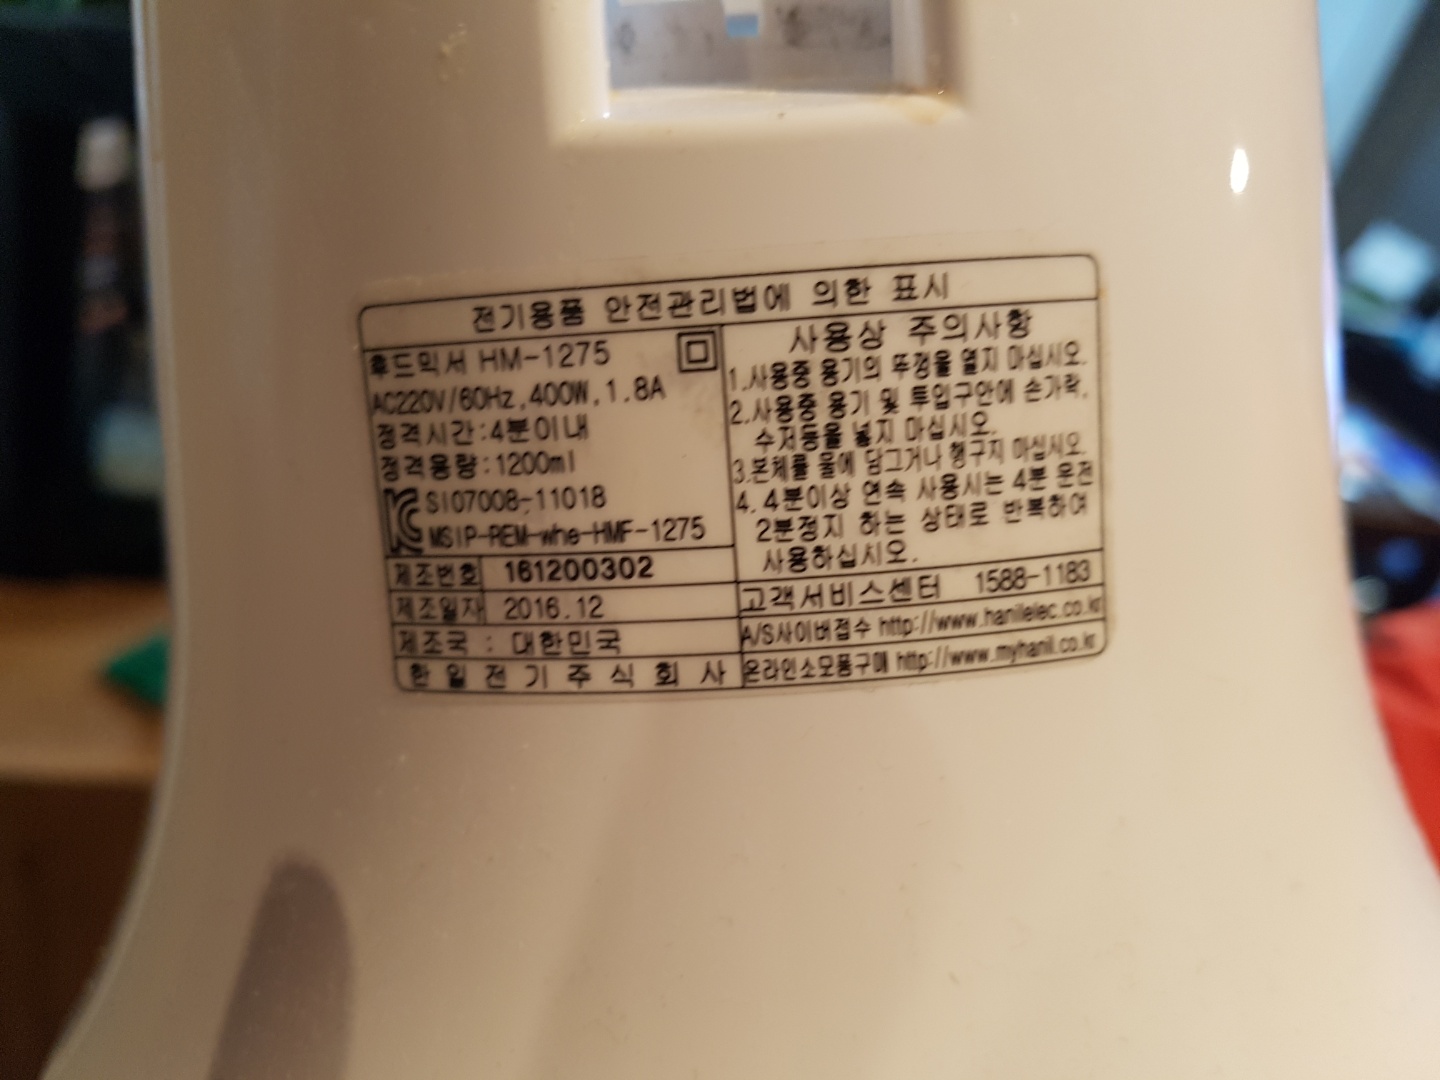 전기용품 안전관리법에 의한 표시
후드믹서 HM-1275
AC220V/60Hz, 400W, 1.8A
정격시간:4분이내
정격용량:1200ml
SI07008-11018
MSIP-REM-whe-HMF-1275
제조번호 161200302
제조일자 2016.12
제조국 : 대한민국
한일전기주식회사
사용상 주의사항
1.사용중 용기의 뚜껑을 열지 마십시오.
2.사용중 용기 및 투입구안에 손가락,
수저등을 넣지 마십시오.
3.본체를 물에 담그거나 헹구지 마십시오.
4.4분이상 연속 사용시는 4분 운전
2분정지 하는 상태로 반복하여
사용하십시오.
고객서비스센터 1588-1183
A/S사이버접수 http://www.hanilelec.co.kr
온라인소모품구매 http://www.myhanil.co.kr